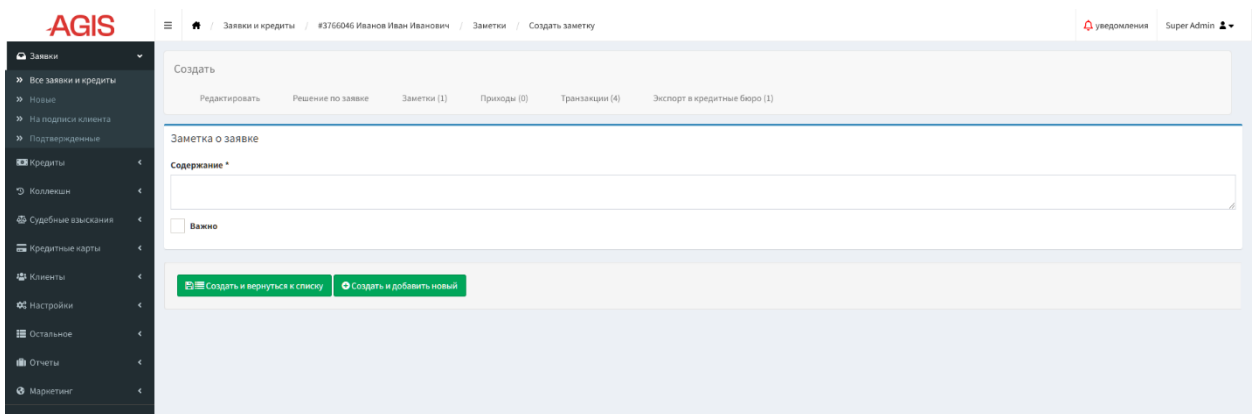 AGIS
/ Заявки и кредиты / #3766046 Иванов Иван Иванович / Заметки / Создать заметку
уведомления Super Admin
Заявки
Все заявки и кредиты
Новые
На подписи клиента
Подтвержденные
Кредиты
Коллекшн
Судебные взыскания
Кредитные карты
Клиенты
Настройки
Остальное
Отчеты
Маркетинг
Создать
Редактировать Решение по заявке Заметки (1) Приходы (0) Транзакции (4) Экспорт в кредитные бюро (1)
Заметка о заявке
Содержание *
Важно
Создать и вернуться к списку Создать и добавить новый